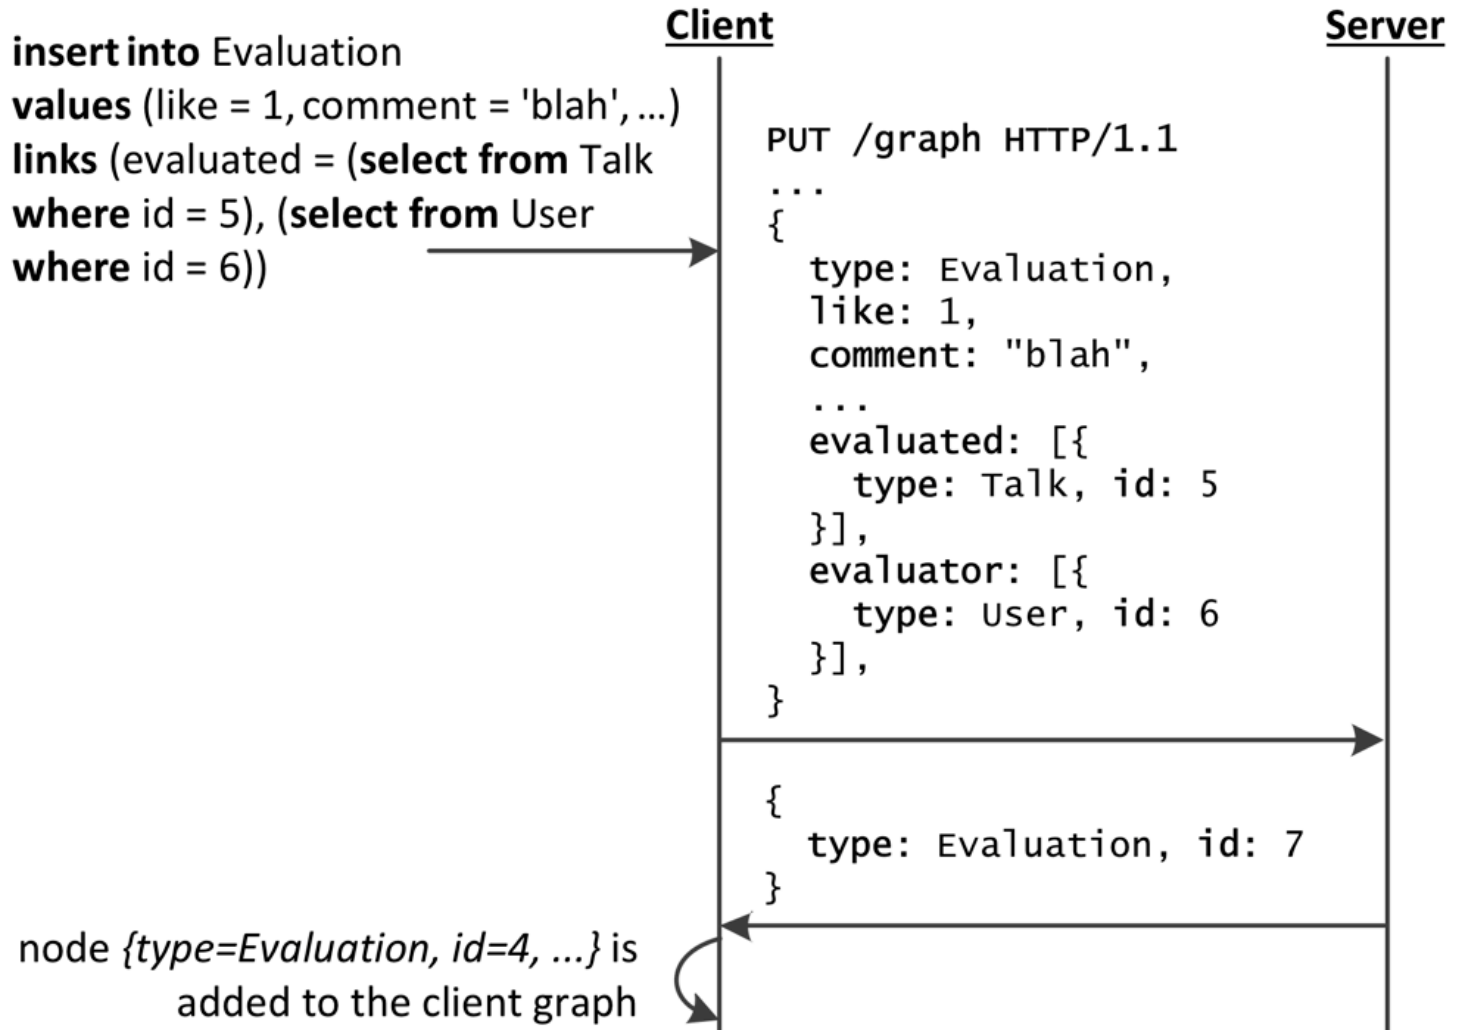 Client
Server
insert into Evaluation
values (like = 1, comment = 'blah', ...)
links (evaluated = (select from Talk
where id = 5), (select from User
where id = 6))
PUT /graph HTTP/1.1
...
{
type: Evaluation,
like: 1,
comment: "blah",
...
evaluated: [{
type: Talk, id: 5
}],
evaluator: [{
type: User, id: 6
}],
}
{
type: Evaluation, id: 7
}
node {type=Evaluation, id=4, ...} is
added to the client graph